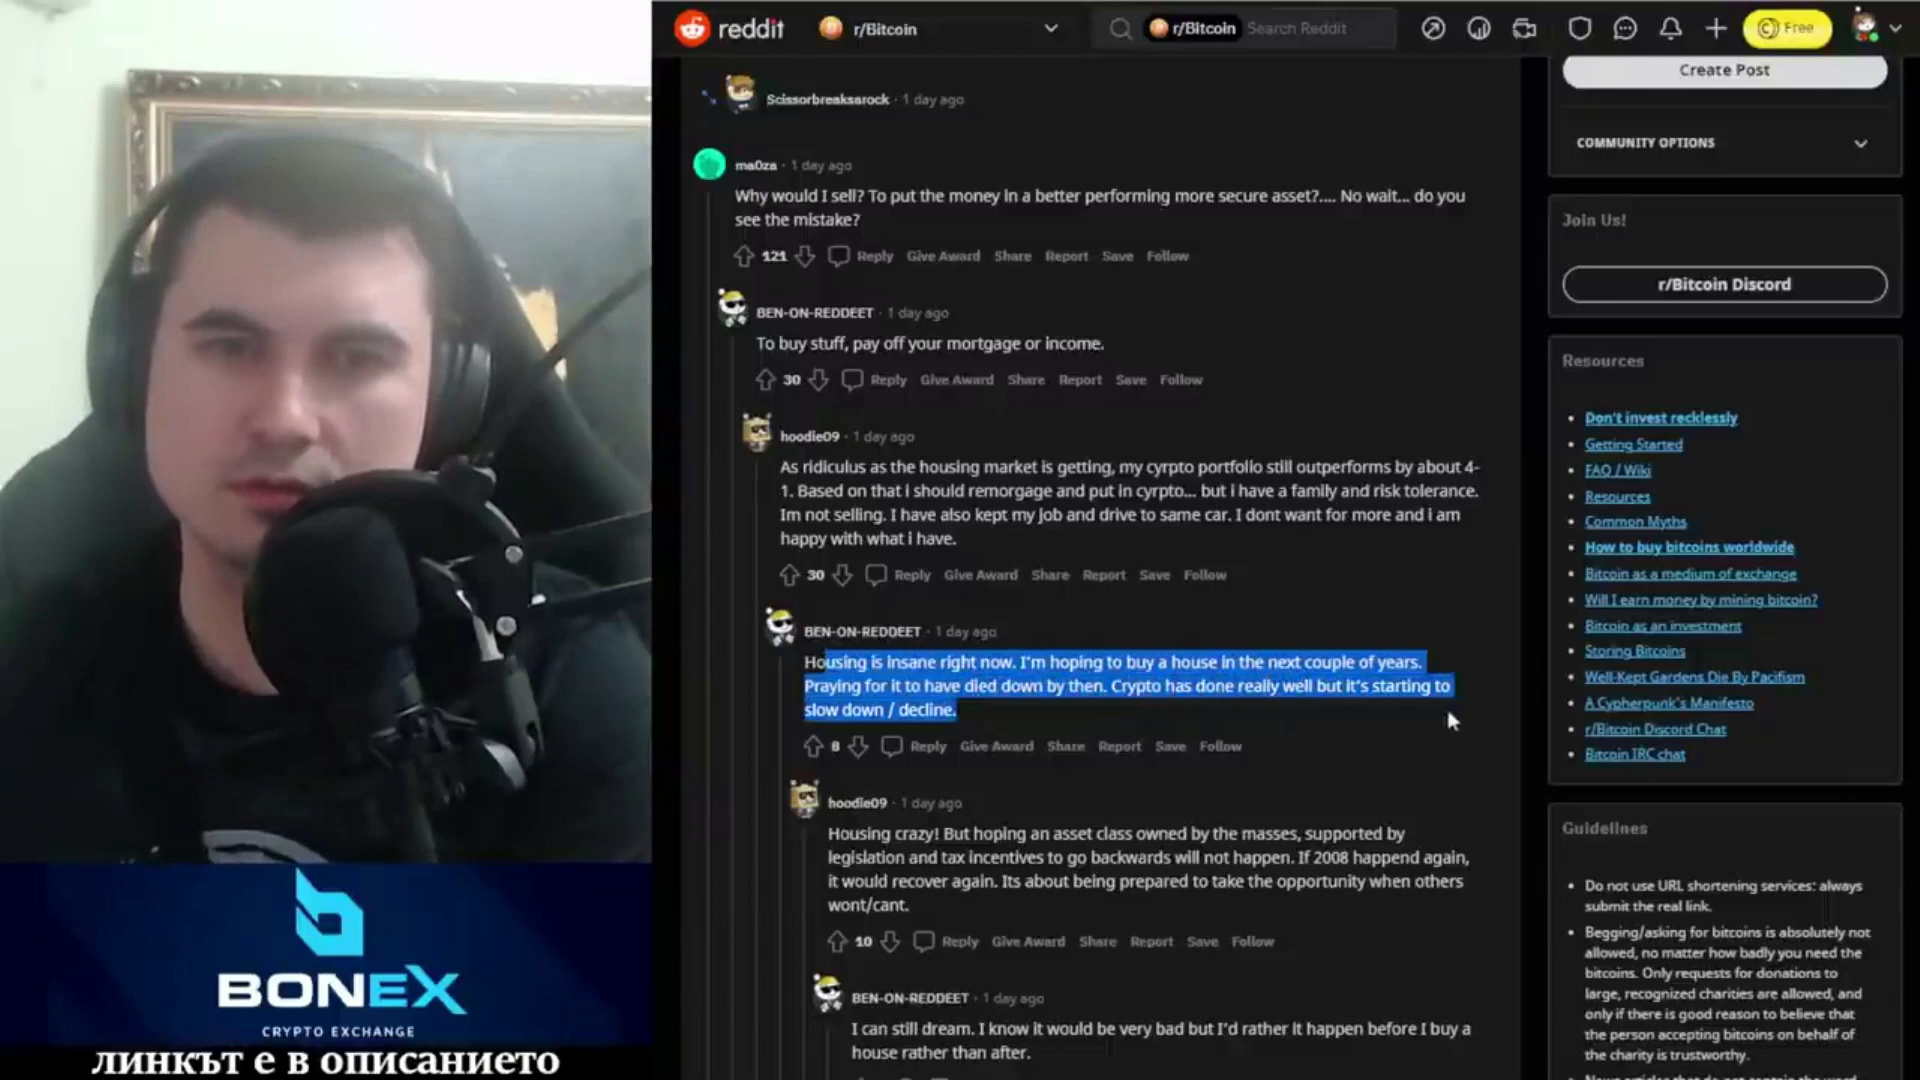 reddit
r/Bitcoin
r/Bitcoin Search Reddit
Free
Scissorbreaksarock · 1 day ago
ma0za · 1 day ago
Why would I sell? To put the money in a better performing more secure asset?.... No wait... do you
see the mistake?
121 Reply Give Award Share Report Save Follow
BEN-ON-REDDEET · 1 day ago
To buy stuff, pay off your mortgage or income.
30 Reply Give Award Share Report Save Follow
hoodie09 · 1 day ago
As ridiculus as the housing market is getting, my cyrpto portfolio still outperforms by about 4-
1. Based on that i should remorgage and put in cyrpto... but i have a family and risk tolerance.
Im not selling. I have also kept my job and drive to same car. I dont want for more and i am
happy with what i have.
30 Reply Give Award Share Report Save Follow
BEN-ON-REDDEET · 1 day ago
Housing is insane right now. I'm hoping to buy a house in the next couple of years.
Praying for it to have died down by then. Crypto has done really well but it's starting to
slow down / decline.
8 Reply Give Award Share Report Save Follow
hoodie09 · 1 day ago
Housing crazy! But hoping an asset class owned by the masses, supported by
legislation and tax incentives to go backwards will not happen. If 2008 happend again,
it would recover again. Its about being prepared to take the opportunity when others
wont/cant.
10 Reply Give Award Share Report Save Follow
BEN-ON-REDDEET · 1 day ago
I can still dream. I know it would be very bad but I'd rather it happen before I buy a
house rather than after.
Create Post
COMMUNITY OPTIONS
Join Us!
r/Bitcoin Discord
Resources
Don't invest recklessly
Getting Started
FAQ / Wiki
Resources
Common Myths
How to buy bitcoins worldwide
Bitcoin as a medium of exchange
Will I earn money by mining bitcoin?
Bitcoin as an investment
Storing Bitcoins
Well-Kept Gardens Die By Pacifism
A Cypherpunk's Manifesto
r/Bitcoin Discord Chat
Bitcoin IRC chat
Guidelines
Do not use URL shortening services: always
submit the real link.
Begging/asking for bitcoins is absolutely not
allowed, no matter how badly you need the
bitcoins. Only requests for donations to
large, recognized charities are allowed, and
only if there is good reason to believe that
the person accepting bitcoins on behalf of
the charity is trustworthy.
BONEX
CRYPTO EXCHANGE
линкът е в описанието